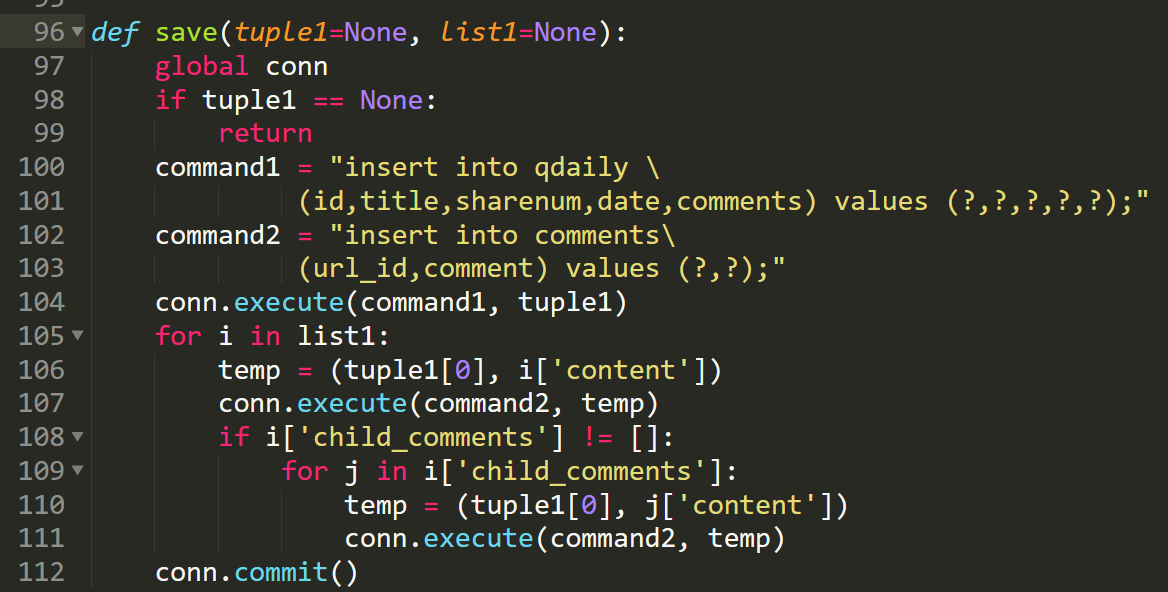 96 def save(tuple1=None, list1=None):
97     global conn
98     if tuple1 == None:
99         return
100     command1 = "insert into qdaily \
101              (id,title,sharenum,date,comments) values (?,?,?,?,?);"
102     command2 = "insert into comments\
103              (url_id,comment) values (?,?);"
104     conn.execute(command1, tuple1)
105     for i in list1:
106         temp = (tuple1[0], i['content'])
107         conn.execute(command2, temp)
108         if i['child_comments'] != []:
109             for j in i['child_comments']:
110                 temp = (tuple1[0], j['content'])
111                 conn.execute(command2, temp)
112     conn.commit()